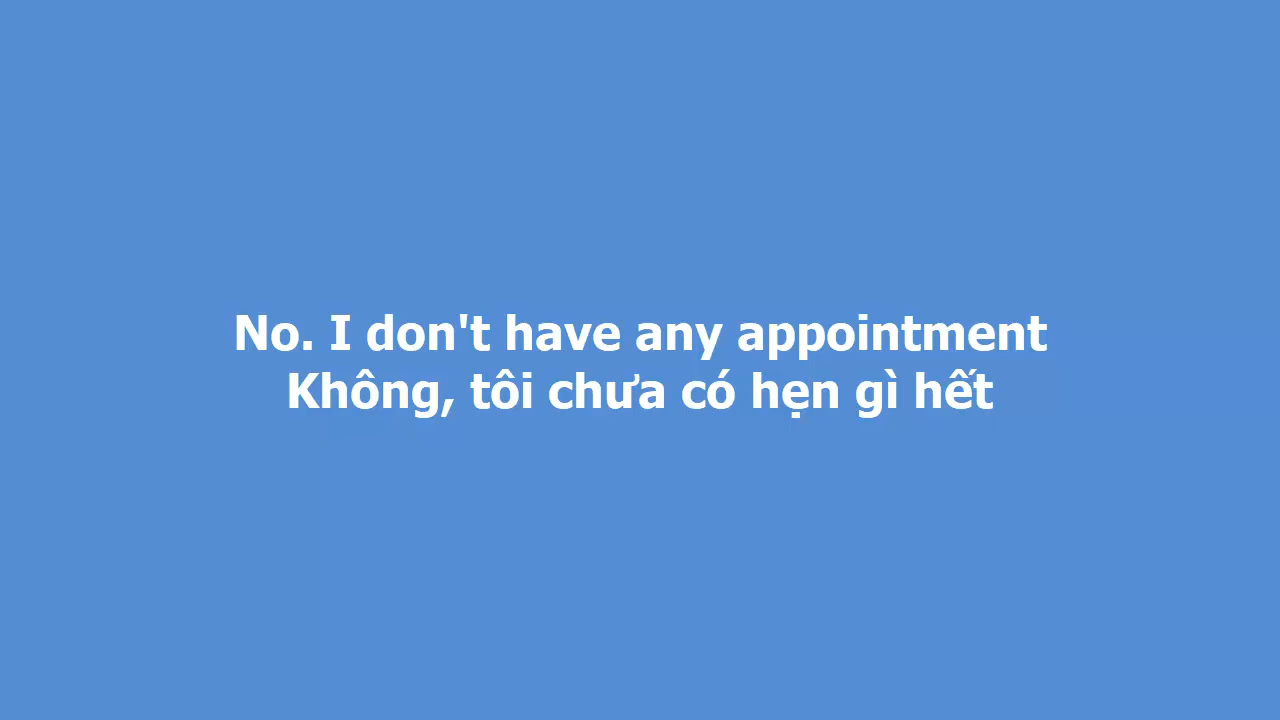 No. I don't have any appointment
Không, tôi chưa có hẹn gì hết